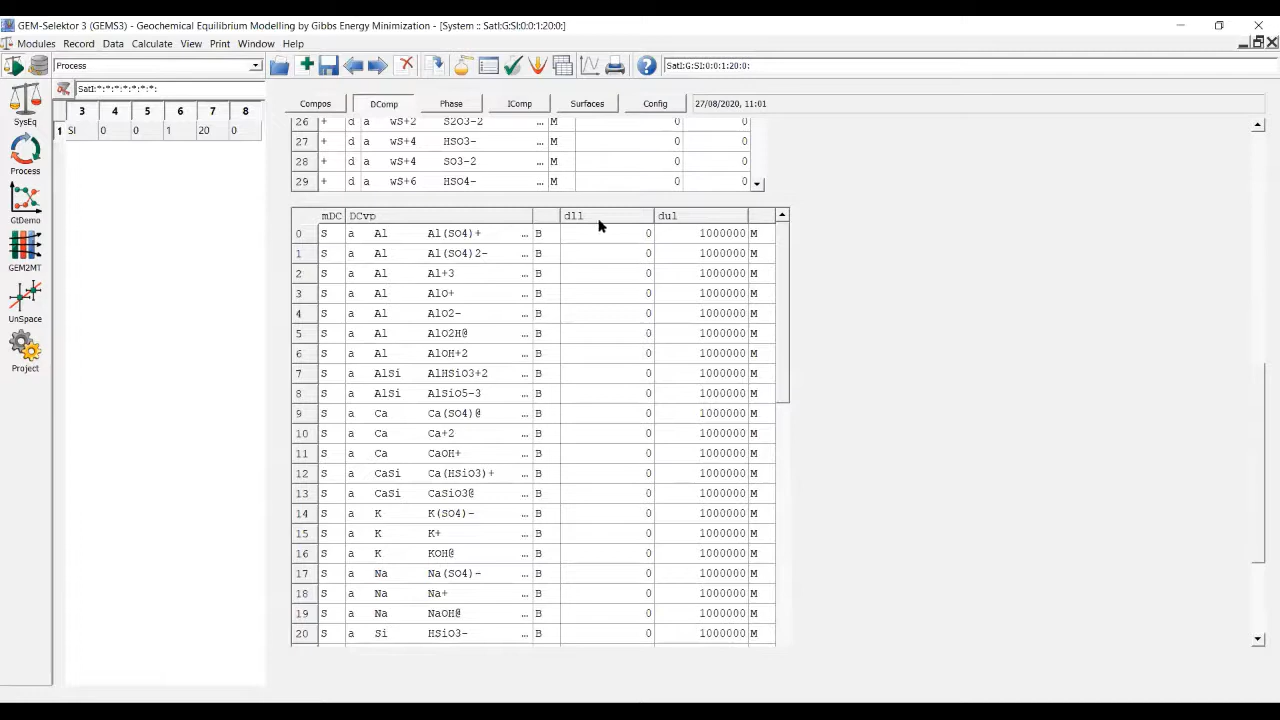 GEM-Selektor 3 (GEMS3) - Geochemical Equilibrium Modelling by Gibbs Energy Minimization - [System :: SatI:G:SI:0:0:1:20:0:]
Modules Record Data Calculate View Print Window Help
Process SatI:G:SI:0:0:1:20:0:
SatI:*:*:*:*:*:*:*: Compos DComp Phase IComp Surfaces Config 27/08/2020, 11:01
3 4 5 6 7 8
1 SI 0 0 1 20 0
SysEq
Process
GtDemo
GEM2MT
UnSpace
Project
26 + d a wS+2 S2O3-2 ... M 0 0
27 + d a wS+4 HSO3- ... M 0 0
28 + d a wS+4 SO3-2 ... M 0 0
29 + d a wS+6 HSO4- ... M 0 0
mDC DCvp dll dul
0 S a Al Al(SO4)+ ... B 0 1000000 M
1 S a Al Al(SO4)2- ... B 0 1000000 M
2 S a Al Al+3 ... B 0 1000000 M
3 S a Al AlO+ ... B 0 1000000 M
4 S a Al AlO2- ... B 0 1000000 M
5 S a Al AlO2H@ ... B 0 1000000 M
6 S a Al AlOH+2 ... B 0 1000000 M
7 S a AlSi AlHSiO3+2 ... B 0 1000000 M
8 S a AlSi AlSiO5-3 ... B 0 1000000 M
9 S a Ca Ca(SO4)@ ... B 0 1000000 M
10 S a Ca Ca+2 ... B 0 1000000 M
11 S a Ca CaOH+ ... B 0 1000000 M
12 S a CaSi Ca(HSiO3)+ ... B 0 1000000 M
13 S a CaSi CaSiO3@ ... B 0 1000000 M
14 S a K K(SO4)- ... B 0 1000000 M
15 S a K K+ ... B 0 1000000 M
16 S a K KOH@ ... B 0 1000000 M
17 S a Na Na(SO4)- ... B 0 1000000 M
18 S a Na Na+ ... B 0 1000000 M
19 S a Na NaOH@ ... B 0 1000000 M
20 S a Si HSiO3- ... B 0 1000000 M